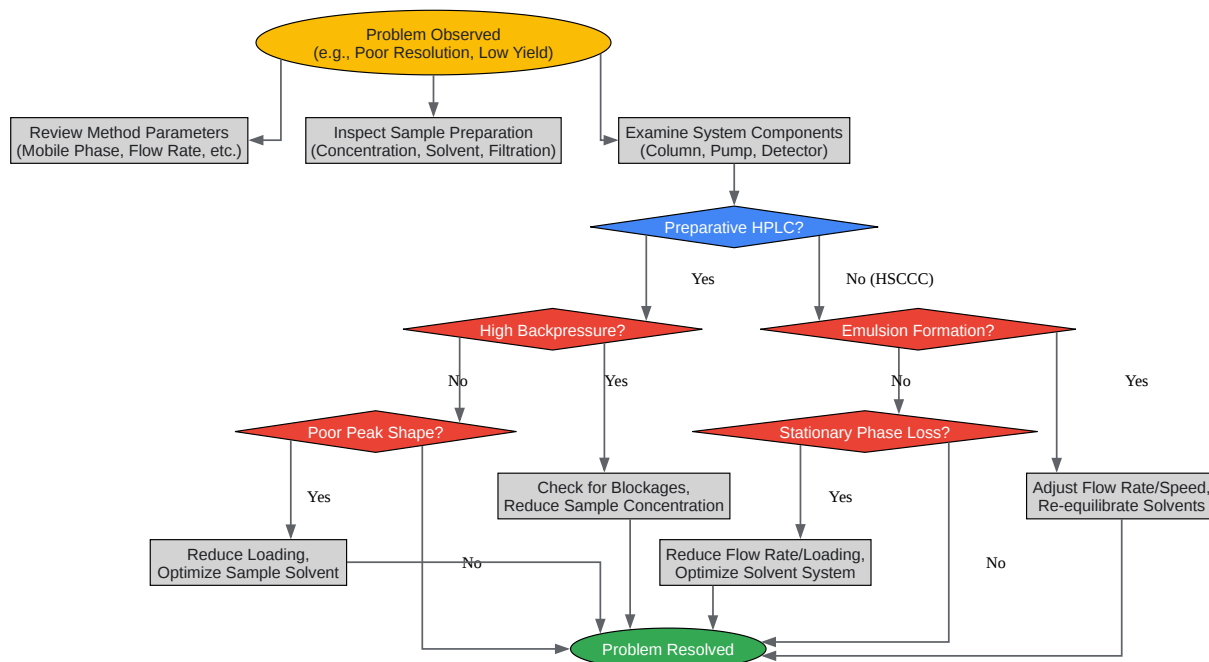 Problem Observed
(e.g., Poor Resolution, Low Yield)
Review Method Parameters
(Mobile Phase, Flow Rate, etc.)
Inspect Sample Preparation
(Concentration, Solvent, Filtration)
Examine System Components
(Column, Pump, Detector)
Preparative HPLC?
Yes
No (HSCCC)
High Backpressure?
Emulsion Formation?
No
Yes
No
Yes
Poor Peak Shape?
Stationary Phase Loss?
Yes
Check for Blockages,
Reduce Sample Concentration
Yes
Adjust Flow Rate/Speed,
Re-equilibrate Solvents
Reduce Loading,
Optimize Sample Solvent
No
Reduce Flow Rate/Loading,
Optimize Solvent System
No
Problem Resolved